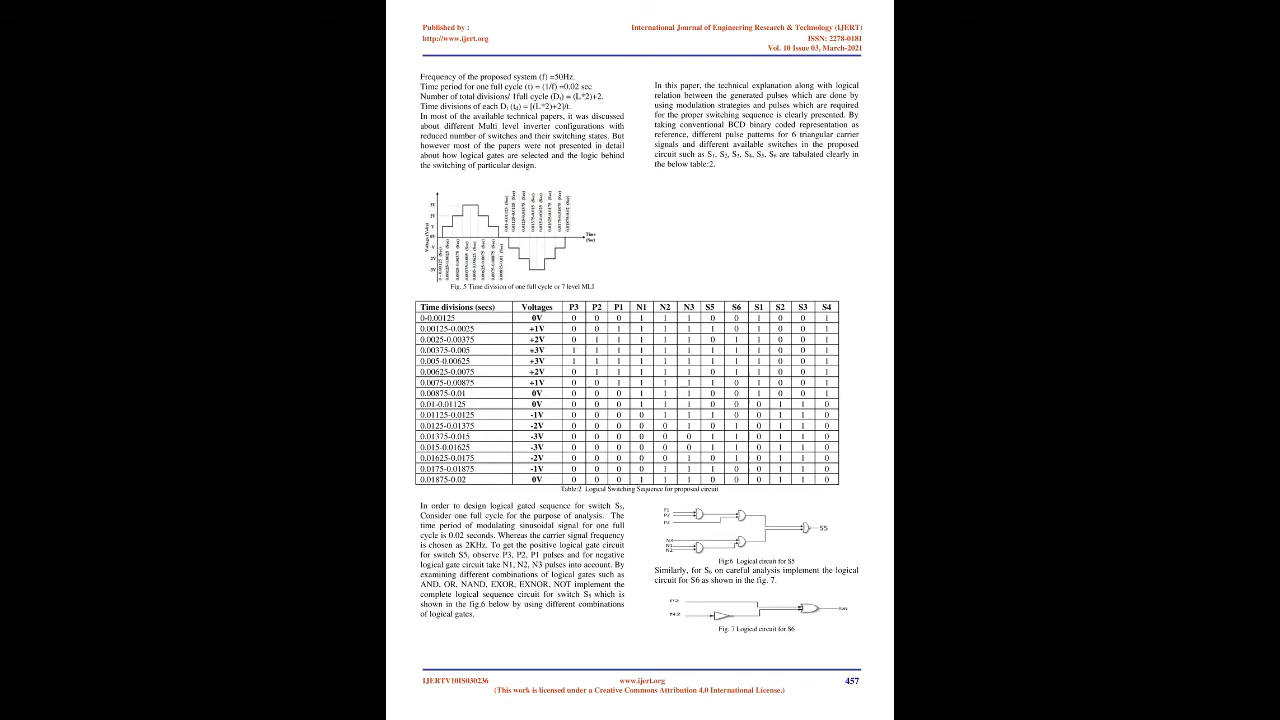 Published by :
http://www.ijert.org
International Journal of Engineering Research & Technology (IJERT)
ISSN: 2278-0181
Vol. 10 Issue 03, March-2021
Frequency of the proposed system (f) =50Hz.
Time period for one full cycle (t) = (1/f) =0.02 sec
Number of total divisions/ 1full cycle (Dt) = (L*2)+2.
Time divisions of each Di (td) = [(L*2)+2]/t.
In most of the available technical papers, it was discussed
about different Multi level inverter configurations with
reduced number of switches and their switching states. But
however most of the papers were not presented in detail
about how logical gates are selected and the logic behind
the switching of particular design.
In this paper, the technical explanation along with logical
relation between the generated pulses which are done by
using modulation strategies and pulses which are required
for the proper switching sequence is clearly presented. By
taking conventional BCD binary coded representation as
reference, different pulse patterns for 6 triangular carrier
signals and different available switches in the proposed
circuit such as S1, S2, S3, S4, S5, S6 are tabulated clearly in
the below table:2.
Voltage (Volts)
3V
2V
V
0V
-V
-2V
-3V
Time
(Sec)
Fig. 5 Time division of one full cycle or 7 level MLI
Time divisions (secs) Voltages P3 P2 P1 N1 N2 N3 S5 S6 S1 S2 S3 S4
0-0.00125 0V 0 0 0 1 1 1 0 0 1 0 0 1
0.00125-0.0025 +1V 0 0 1 1 1 1 1 0 1 0 0 1
0.0025-0.00375 +2V 0 1 1 1 1 1 0 1 1 0 0 1
0.00375-0.005 +3V 1 1 1 1 1 1 1 1 1 0 0 1
0.005-0.00625 +3V 1 1 1 1 1 1 1 1 1 0 0 1
0.00625-0.0075 +2V 0 1 1 1 1 1 0 1 1 0 0 1
0.0075-0.00875 +1V 0 0 1 1 1 1 1 0 1 0 0 1
0.00875-0.01 0V 0 0 0 1 1 1 0 0 1 0 0 1
0.01-0.01125 0V 0 0 0 1 1 1 0 0 0 1 1 0
0.01125-0.0125 -1V 0 0 0 0 1 1 1 0 0 1 1 0
0.0125-0.01375 -2V 0 0 0 0 0 1 0 1 0 1 1 0
0.01375-0.015 -3V 0 0 0 0 0 0 1 1 0 1 1 0
0.015-0.01625 -3V 0 0 0 0 0 0 1 1 0 1 1 0
0.01625-0.0175 -2V 0 0 0 0 0 1 0 1 0 1 1 0
0.0175-0.01875 -1V 0 0 0 0 1 1 1 0 0 1 1 0
0.01875-0.02 0V 0 0 0 1 1 1 0 0 0 1 1 0
Table:2 Logical Switching Sequence for proposed circuit
In order to design logical gated sequence for switch S5,
Consider one full cycle for the purpose of analysis. The
time period of modulating sinusoidal signal for one full
cycle is 0.02 seconds. Whereas the carrier signal frequency
is chosen as 2KHz. To get the positive logical gate circuit
for switch S5, observe P3, P2, P1 pulses and for negative
logical gate circuit take N1, N2, N3 pulses into account. By
examining different combinations of logical gates such as
AND, OR, NAND, EXOR, EXNOR, NOT implement the
complete logical sequence circuit for switch S5 which is
shown in the fig.6 below by using different combinations
of logical gates.
S5
N3
N1
N2
Fig:6 Logical circuit for S5
Similarly, for S6 on careful analysis implement the logical
circuit for S6 as shown in the fig. 7.
P2
N2
S6
Fig. 7 Logical circuit for S6
IJERTV10IS030236
www.ijert.org
457
(This work is licensed under a Creative Commons Attribution 4.0 International License.)